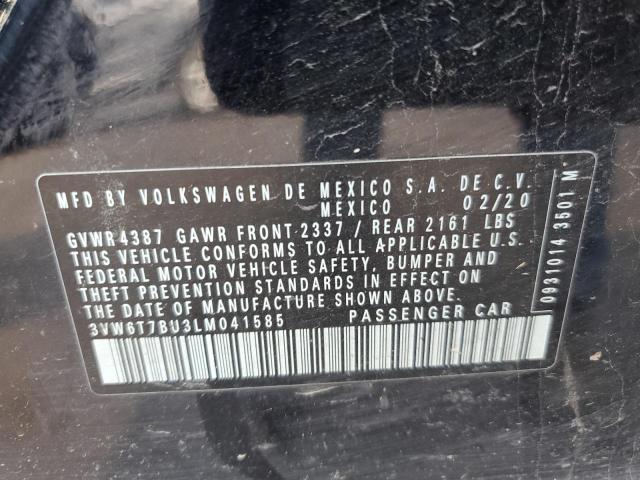 MFD BY VOLKSWAGEN DE MEXICO S.A. DE C.V.
MEXICO 02/20
GVWR4387 GAWR FRONT 2337 / REAR 2161 LBS
THIS VEHICLE CONFORMS TO ALL APPLICABLE U.S.
FEDERAL MOTOR VEHICLE SAFETY, BUMPER AND
THEFT PREVENTION STANDARDS IN EFFECT ON
THE DATE OF MANUFACTURE SHOWN ABOVE.
3VW6T7BU3LM041585 PASSENGER CAR
0931014 3501 M